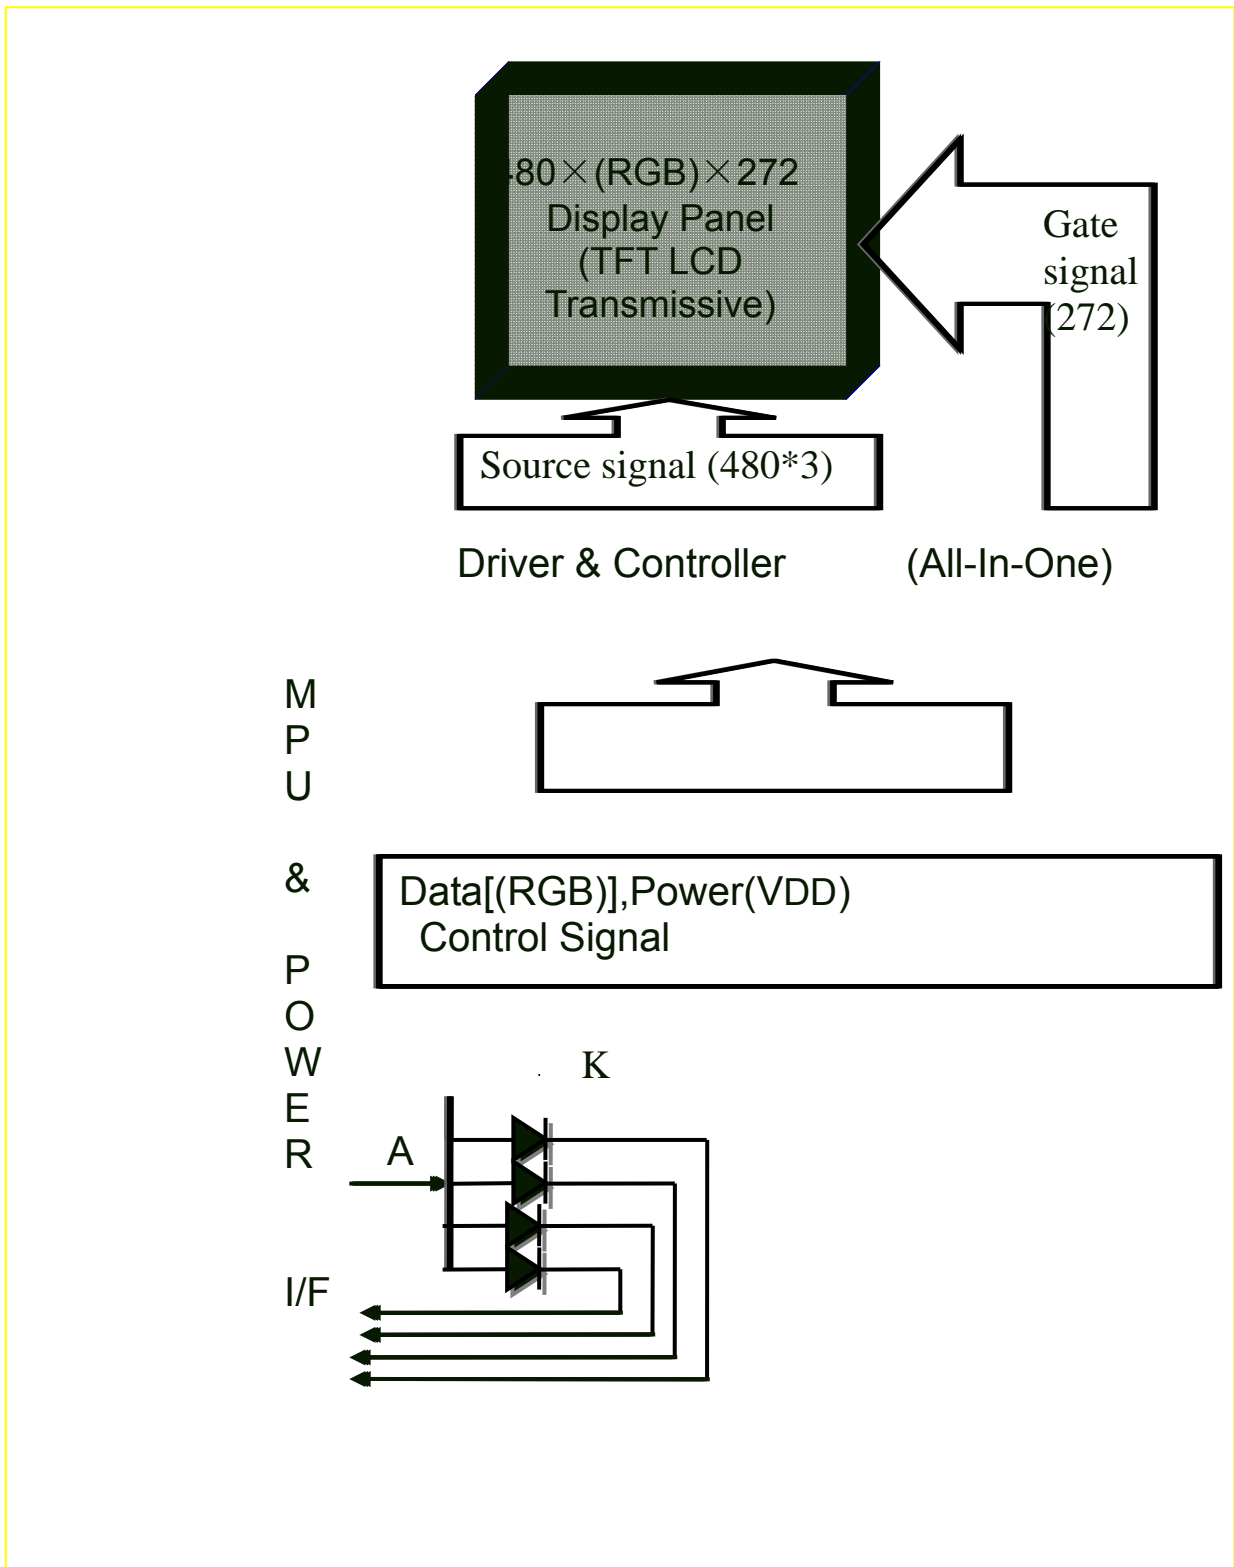 480×(RGB)×272
Display Panel
(TFT LCD
Transmissive)
Gate
signal
(272)
Source signal (480*3)
Driver & Controller (All-In-One)
M
P
U
&
P
O
W
E
R
I/F
Data[(RGB)],Power(VDD)
Control Signal
K
A